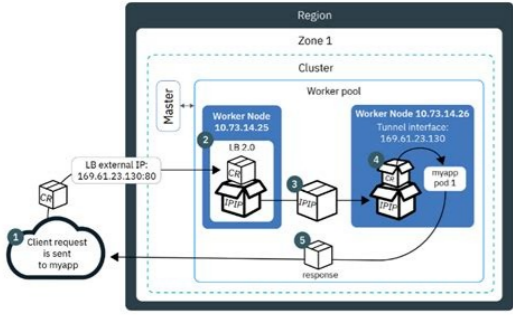 Region
Zone 1
Cluster
Worker pool
Master
Worker Node
10.73.14.25
2
LB 2.0
CR
IPIP
Worker Node 10.73.14.26
Tunnel interface:
169.61.23.130
4
CR
IPIP
myapp
pod 1
3
IPIP
LB external IP:
169.61.23.130:80
CR
1
Client request
is sent
to myapp
5
response